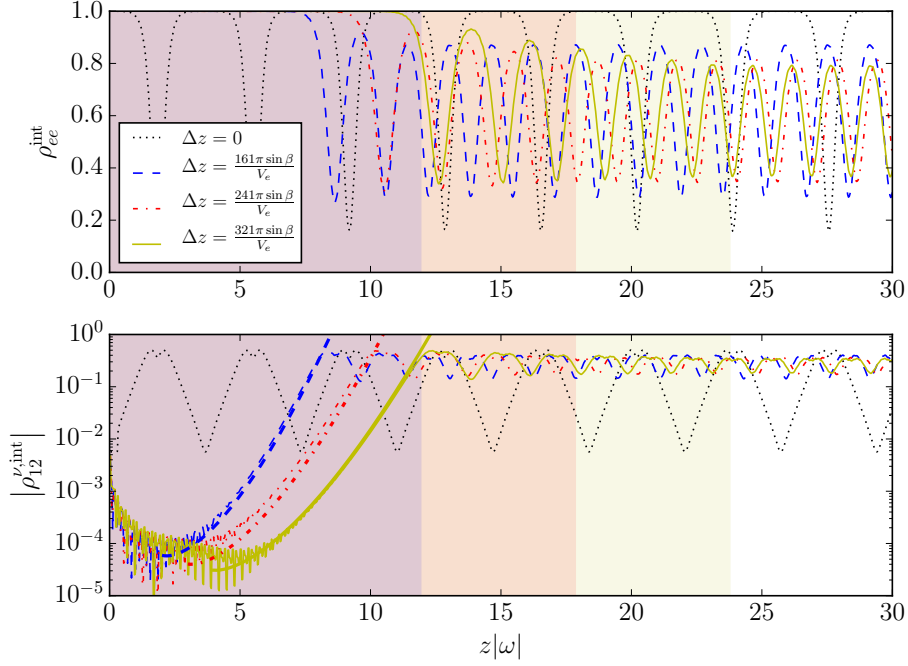 1.0
0.8
0.6
0.4
0.2
0.0
ρ_{ee}^{int}
Δz = 0
Δz = \frac{161π sin β}{V_e}
Δz = \frac{241π sin β}{V_e}
Δz = \frac{321π sin β}{V_e}
0 5 10 15 20 25 30
10^0
10^{-1}
10^{-2}
10^{-3}
10^{-4}
10^{-5}
|ρ_{12}^{ν,int}|
0 5 10 15 20 25 30
z|ω|